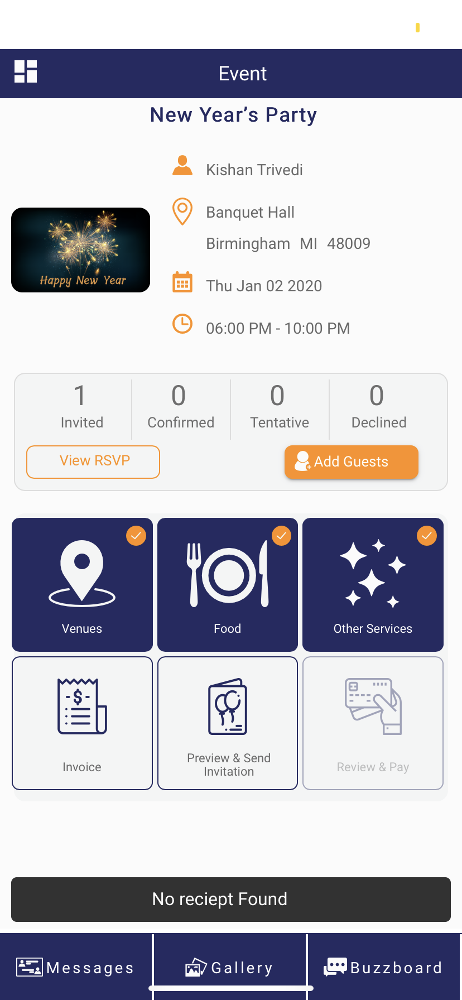 Event
New Year’s Party
Kishan Trivedi
Banquet Hall
Birmingham MI 48009
Happy New Year
Thu Jan 02 2020
06:00 PM - 10:00 PM
1 0 0 0
Invited Confirmed Tentative Declined
View RSVP Add Guests
Venues Food Other Services
Invoice
Preview & Send
Invitation
Review & Pay
No reciept Found
Messages Gallery Buzzboard